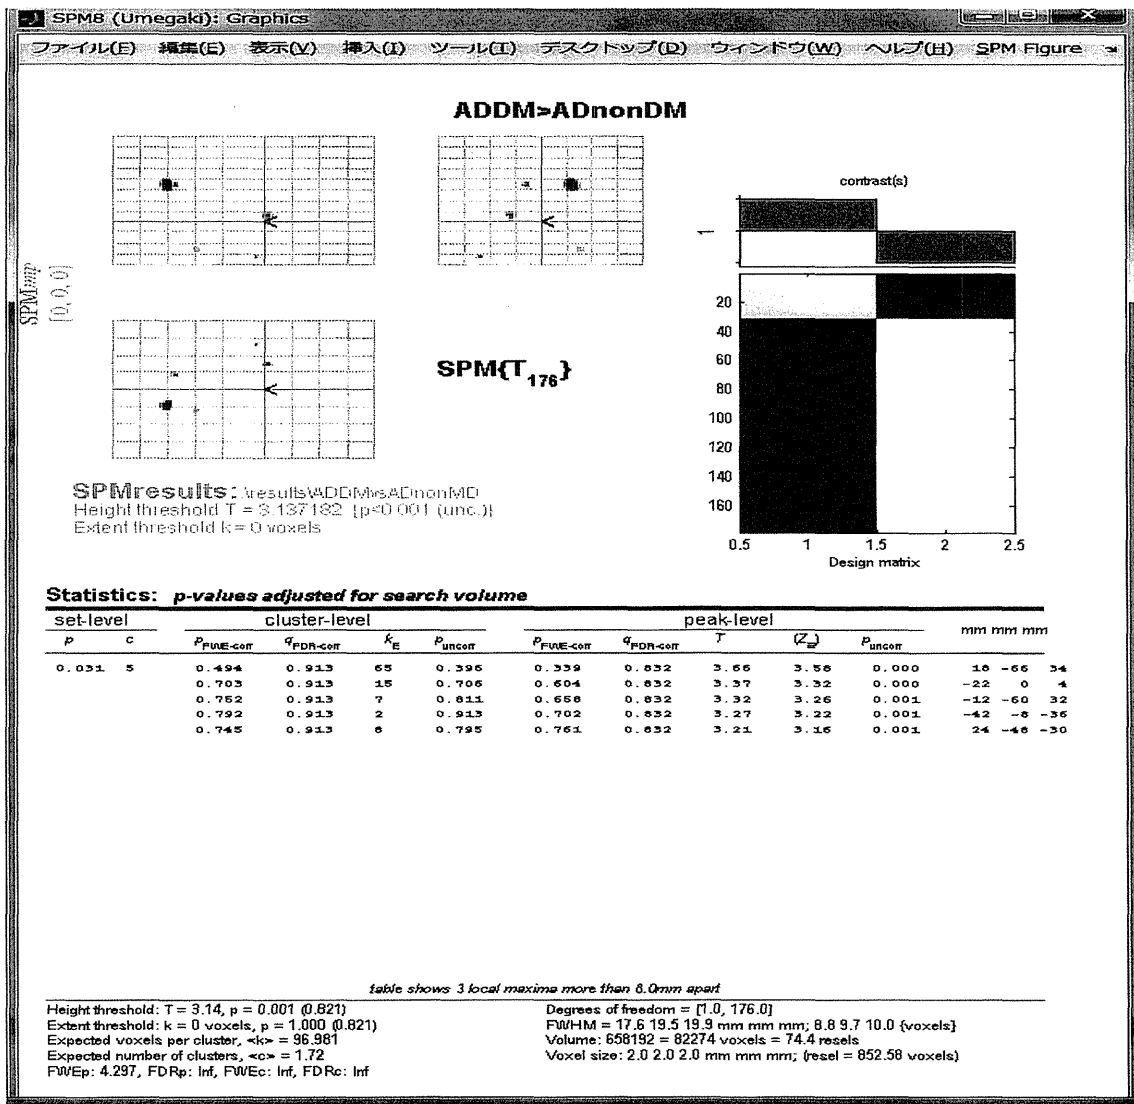 SPM8 (Umegaki): Graphics
ファイル(F) 編集(E) 表示(V) 挿入(I) ツール(T) デスクトップ(D) ウィンドウ(W) ヘルプ(H) SPM Figure
ADDM>ADnonDM
SPMmip
[0, 0, 0]
contrast(s)
1
SPM{T176}
20
40
60
80
100
120
140
160
0.5 1 1.5 2 2.5
Design matrix
SPMresults: .\results\ADDMvsADnonMD
Height threshold T = 3.137182 {p<0.001 (unc.)}
Extent threshold k = 0 voxels
Statistics: p-values adjusted for search volume
set-level cluster-level peak-level mm mm mm
p c pFWE-corr qFDR-corr kE puncorr pFWE-corr qFDR-corr T (ZE) puncorr
0.031 5 0.494 0.913 65 0.396 0.339 0.832 3.66 3.58 0.000 18 -66 34
0.703 0.913 15 0.706 0.604 0.832 3.37 3.32 0.000 -22 0 4
0.752 0.913 7 0.811 0.658 0.832 3.32 3.26 0.001 -12 -60 32
0.792 0.913 2 0.913 0.702 0.832 3.27 3.22 0.001 -42 -8 -36
0.745 0.913 8 0.795 0.761 0.832 3.21 3.16 0.001 24 -48 -30
table shows 3 local maxima more than 8.0mm apart
Height threshold: T = 3.14, p = 0.001 (0.821)
Extent threshold: k = 0 voxels, p = 1.000 (0.821)
Expected voxels per cluster, <k> = 96.981
Expected number of clusters, <c> = 1.72
FWEp: 4.297, FDRp: Inf, FWEc: Inf, FDRc: Inf
Degrees of freedom = [1.0, 176.0]
FWHM = 17.6 19.5 19.9 mm mm mm; 8.8 9.7 10.0 {voxels}
Volume: 658192 = 82274 voxels = 74.4 resels
Voxel size: 2.0 2.0 2.0 mm mm mm; (resel = 852.58 voxels)